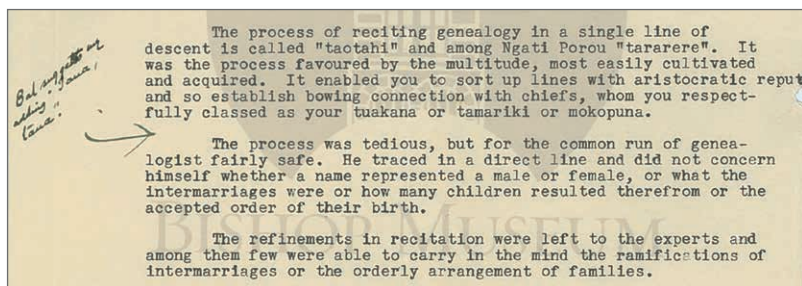 The process of reciting genealogy in a single line of
descent is called "taotahi" and among Ngati Porou "tararere".  It
was the process favoured by the multitude, most easily cultivated
and acquired.  It enabled you to sort up lines with aristocratic reput
and so establish bowing connection with chiefs, whom you respect-
fully classed as your tuakana or tamariki or mokopuna.
Bal suggests
adding
The process was tedious, but for the common run of genea-
logist fairly safe.  He traced in a direct line and did not concern
himself whether a name represented a male or female, or what the
intermarriages were or how many children resulted therefrom or the
accepted order of their birth.
The refinements in recitation were left to the experts and
among them few were able to carry in the mind the ramifications of
intermarriages or the orderly arrangement of families.
BISHOP MUSEUM